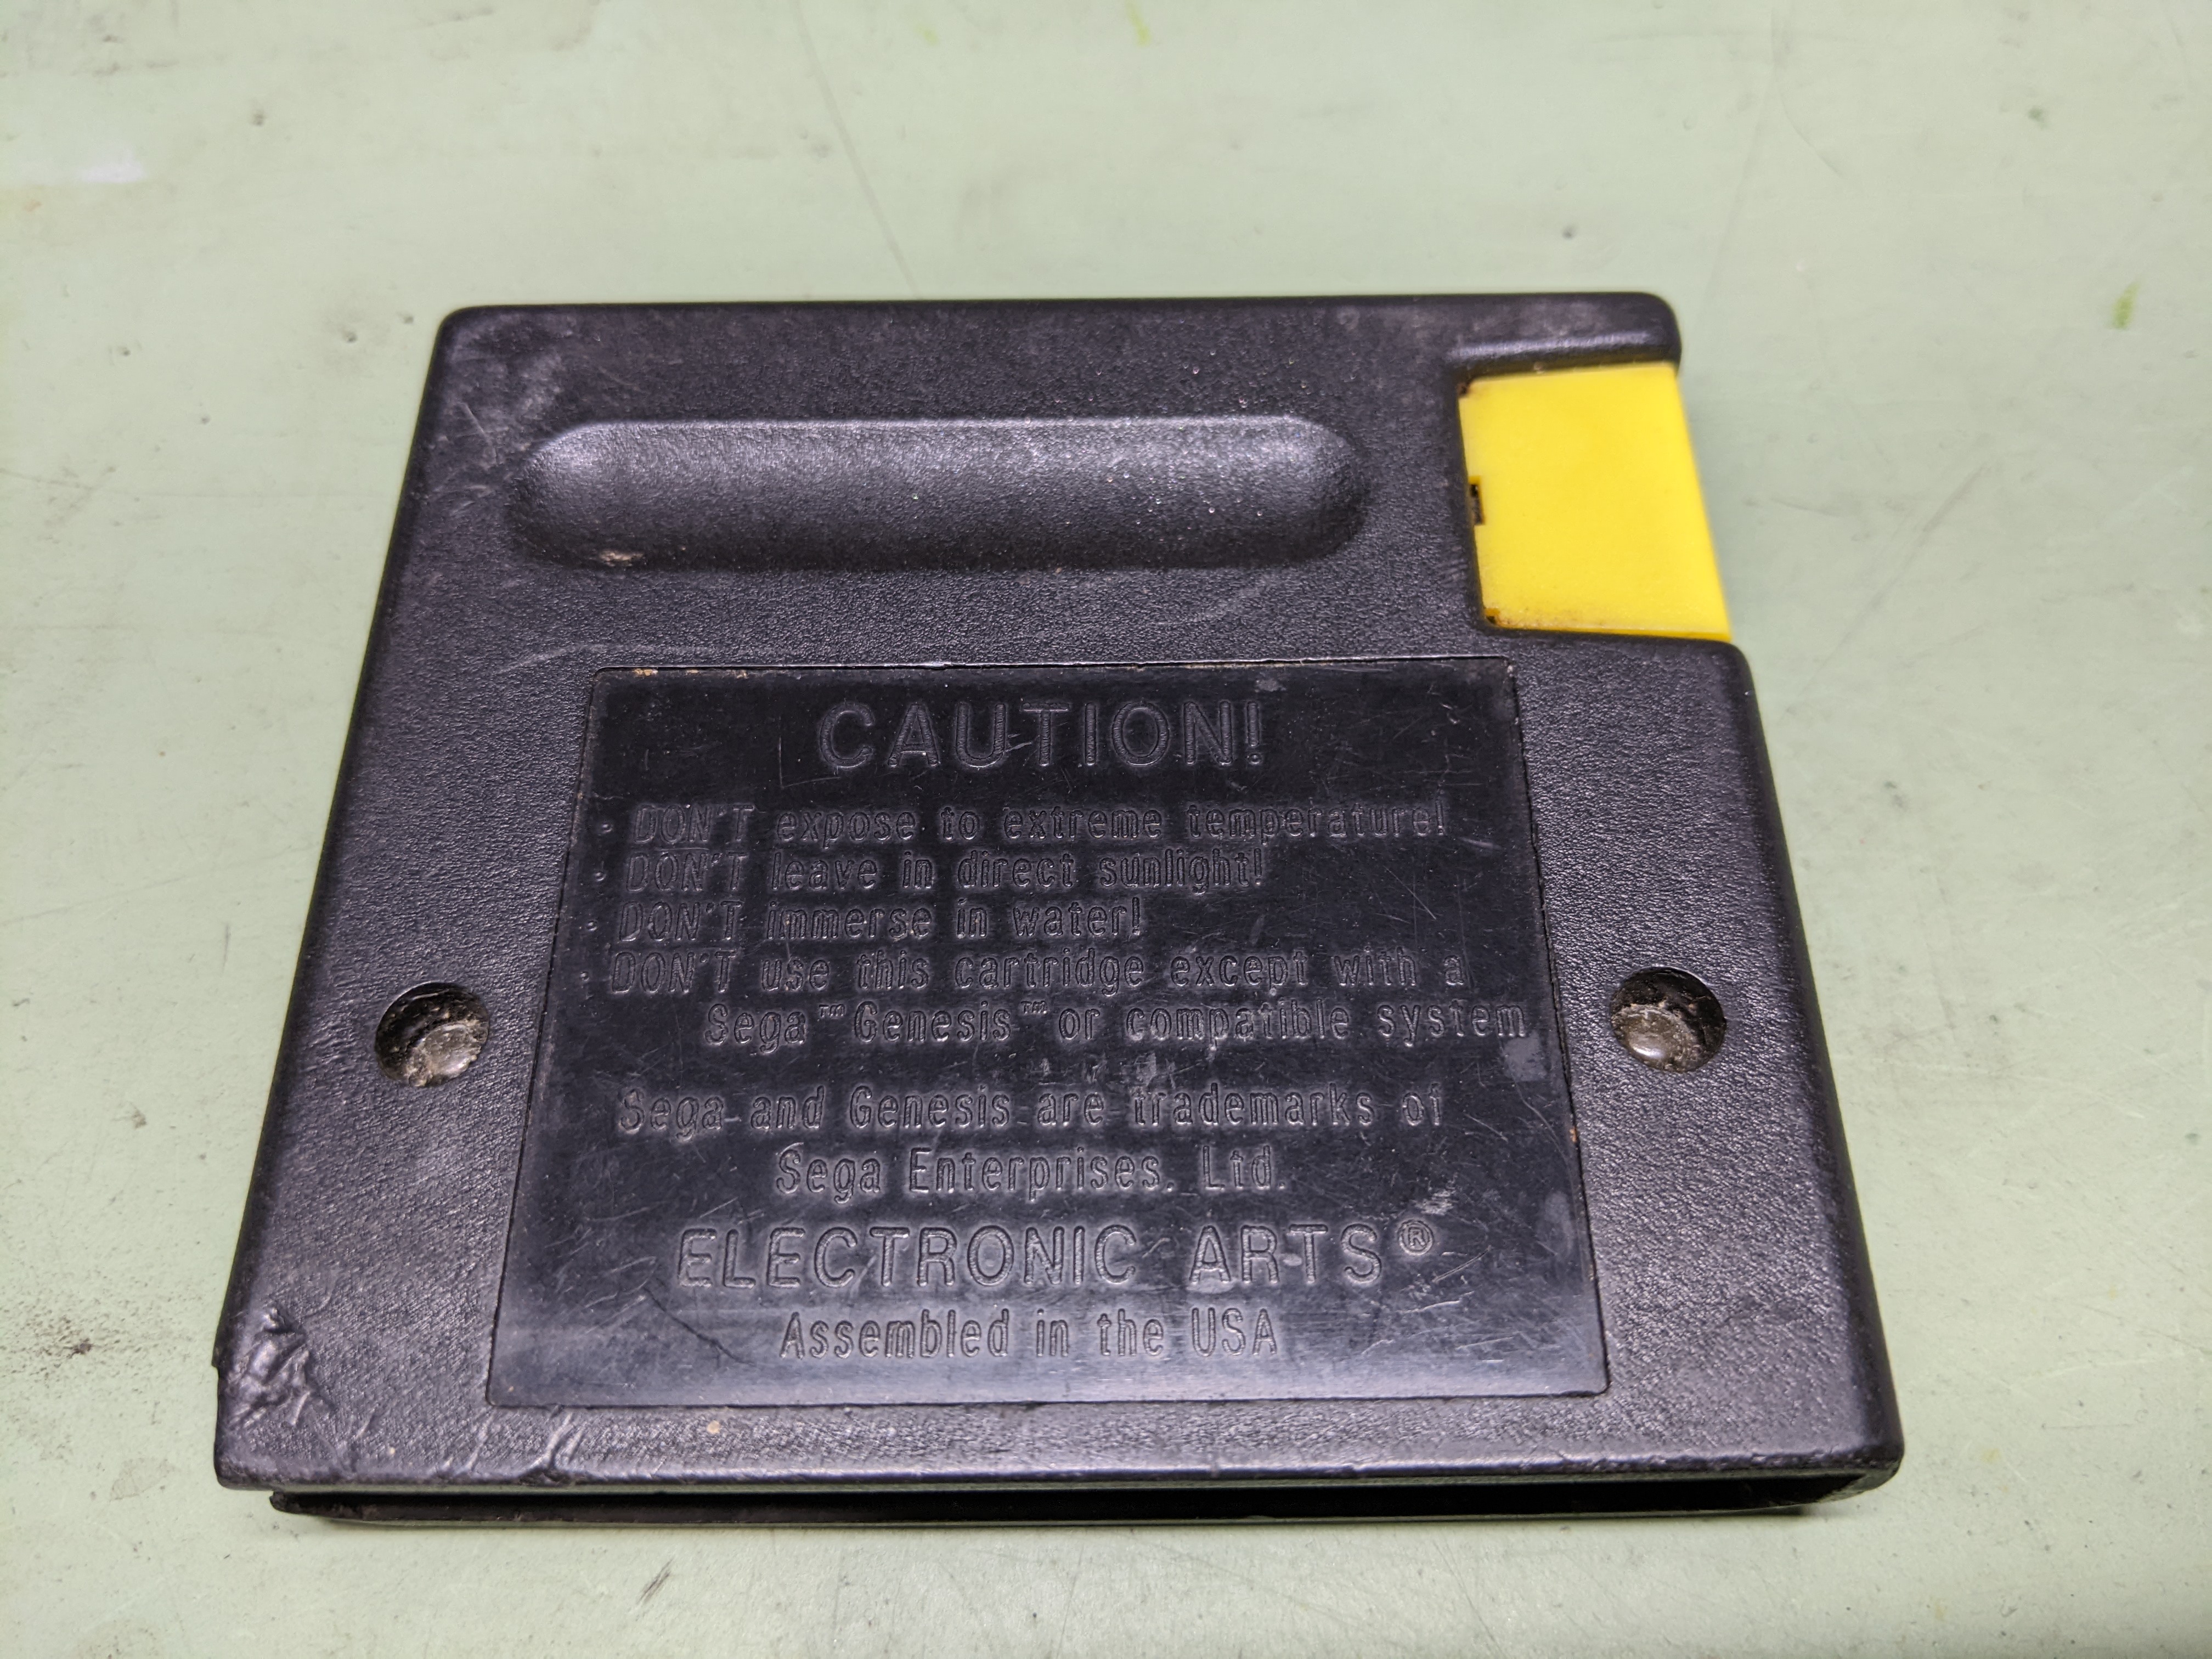 CAUTION!
· DON'T expose to extreme temperature!
· DON'T leave in direct sunlight!
· DON'T immerse in water!
· DON'T use this cartridge except with a
Sega™ Genesis™ or compatible system
Sega and Genesis are trademarks of
Sega Enterprises, Ltd.
ELECTRONIC ARTS®
Assembled in the USA